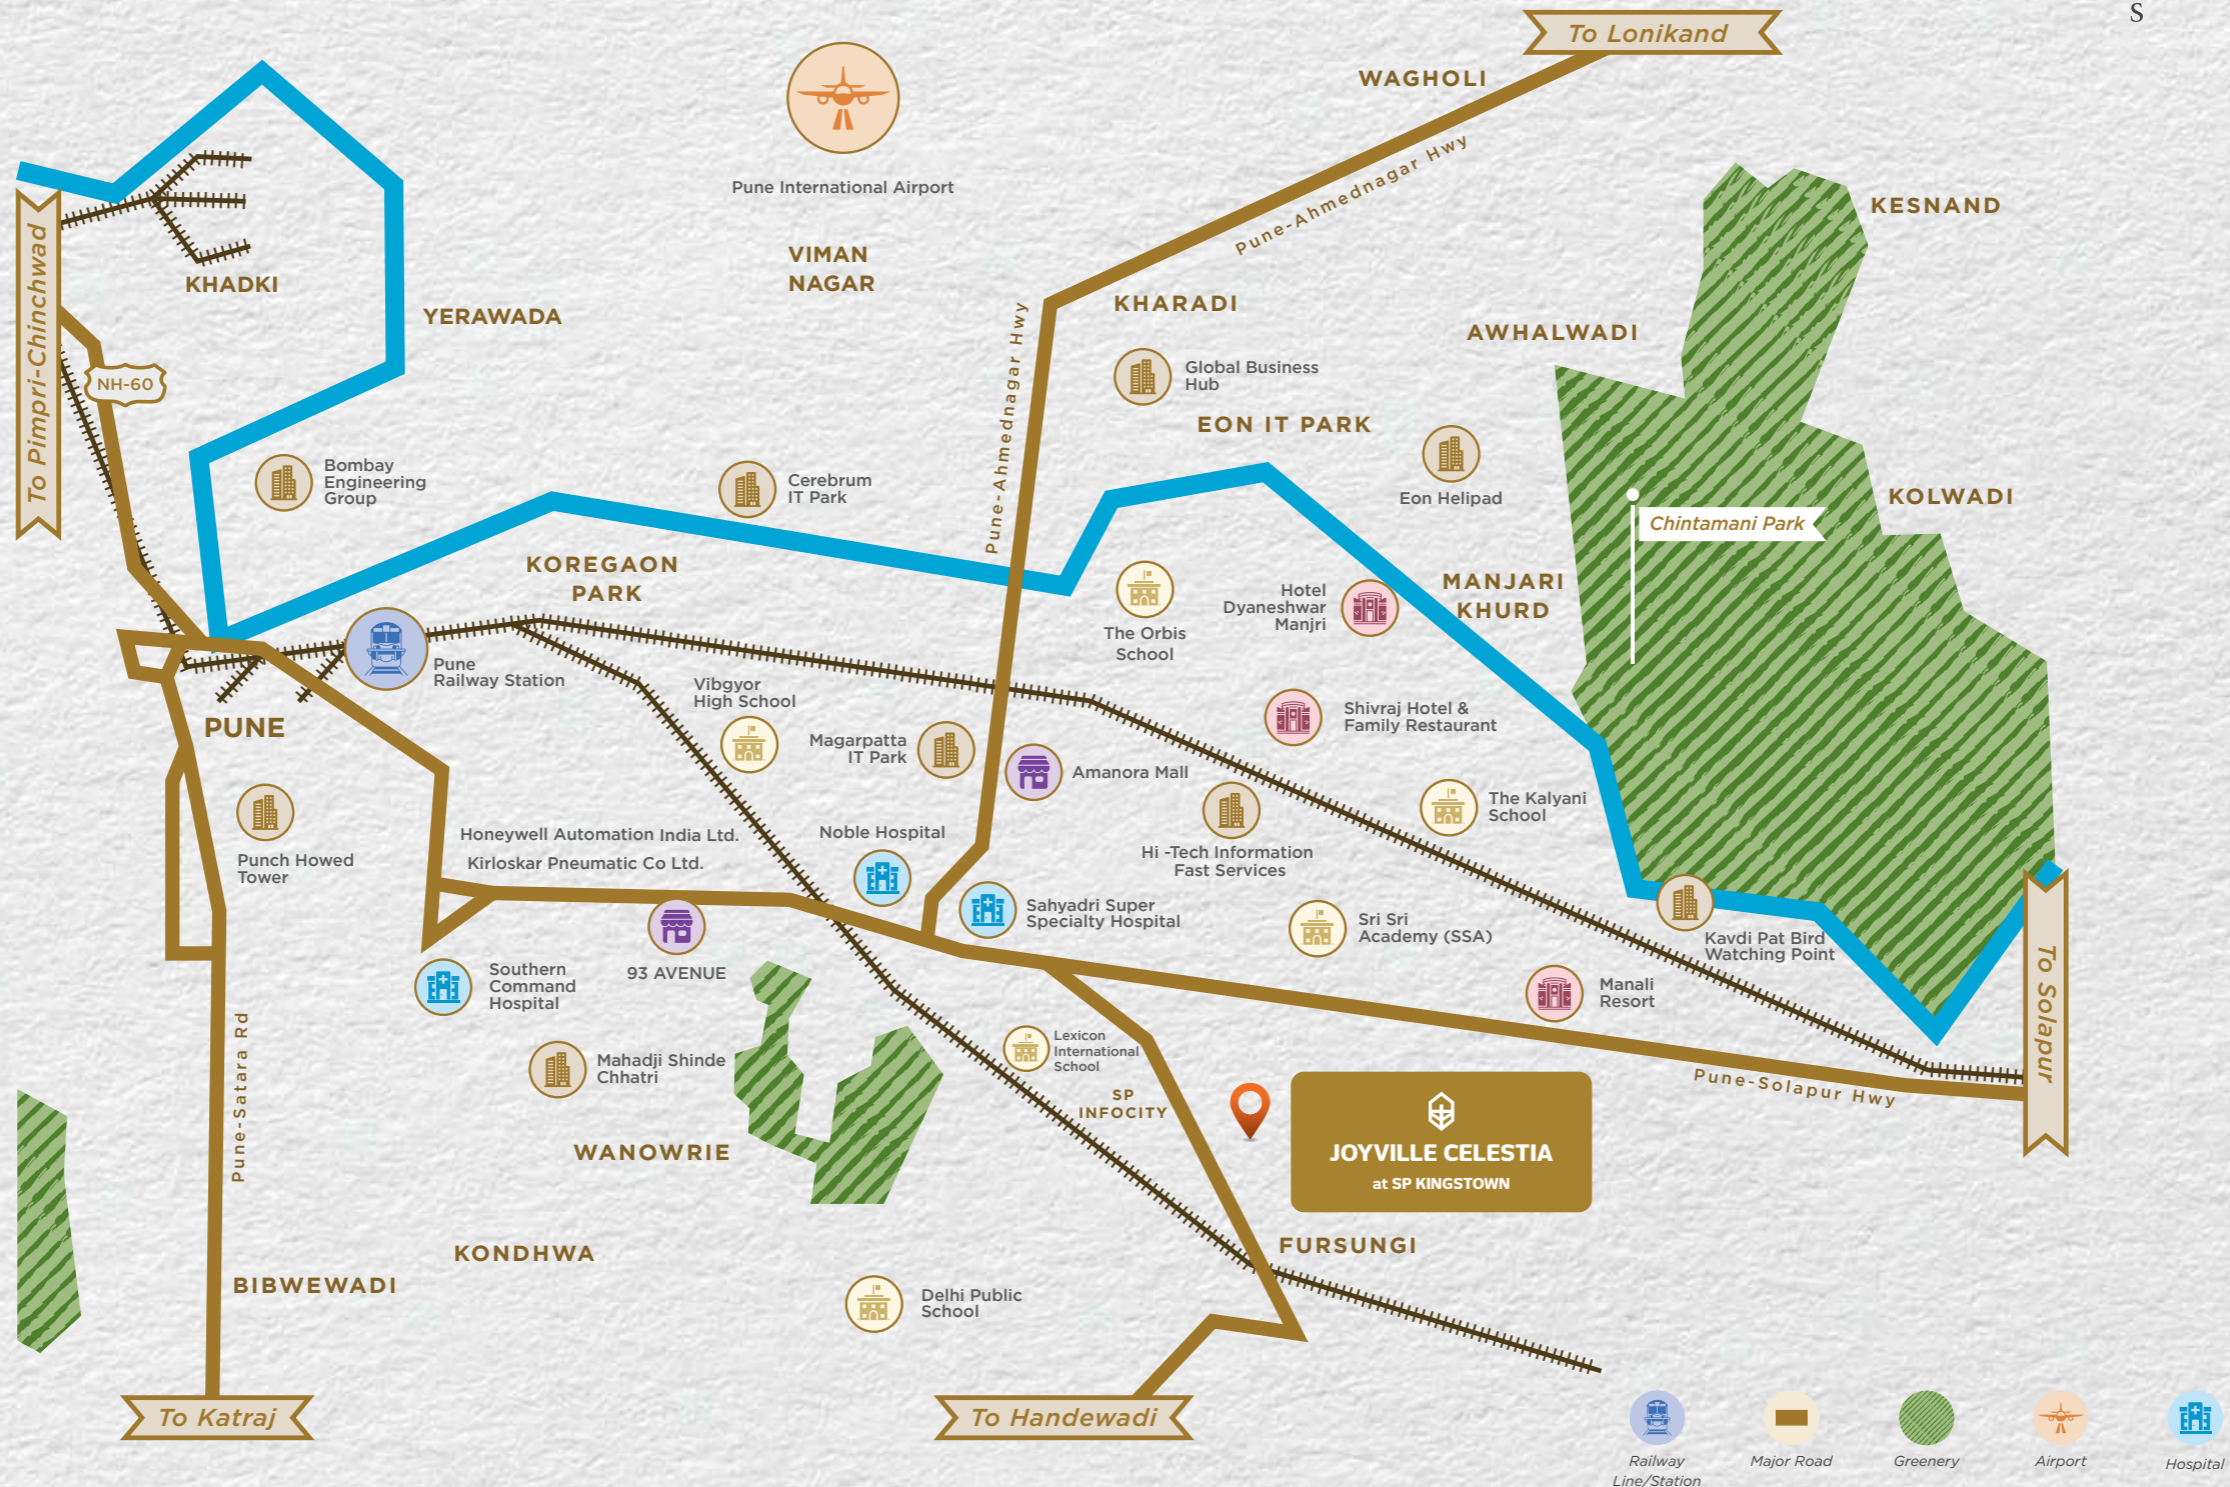 S
To Lonikand
WAGHOLI
Pune-Ahmednagar Hwy
Pune International Airport
KESNAND
To Pimpri-Chinchwad
VIMAN
NAGAR
KHADKI
YERAWADA
KHARADI
Pune-Ahmednagar Hwy
AWHALWADI
NH-60
Global Business
Hub
EON IT PARK
Bombay
Engineering
Group
Cerebrum
IT Park
Eon Helipad
KOLWADI
Chintamani Park
KOREGAON
PARK
MANJARI
KHURD
Hotel
Dyaneshwar
Manjri
The Orbis
School
Pune
Railway Station
Vibgyor
High School
PUNE
Shivraj Hotel &
Family Restaurant
Magarpatta
IT Park
Amanora Mall
The Kalyani
School
Honeywell Automation India Ltd.
Kirloskar Pneumatic Co Ltd.
Noble Hospital
Punch Howed
Tower
Hi -Tech Information
Fast Services
Sahyadri Super
Specialty Hospital
Sri Sri
Academy (SSA)
Kavdi Pat Bird
Watching Point
To Solapur
Southern
Command
Hospital
93 AVENUE
Manali
Resort
Mahadji Shinde
Chhatri
Lexicon
International
School
Pune-Satara Rd
SP
INFOCITY
Pune-Solapur Hwy
JOYVILLE CELESTIA
at SP KINGSTOWN
WANOWRIE
KONDHWA
FURSUNGI
BIBWEWADI
Delhi Public
School
To Katraj
To Handewadi
Railway
Line/Station
Major Road
Greenery
Airport
Hospital